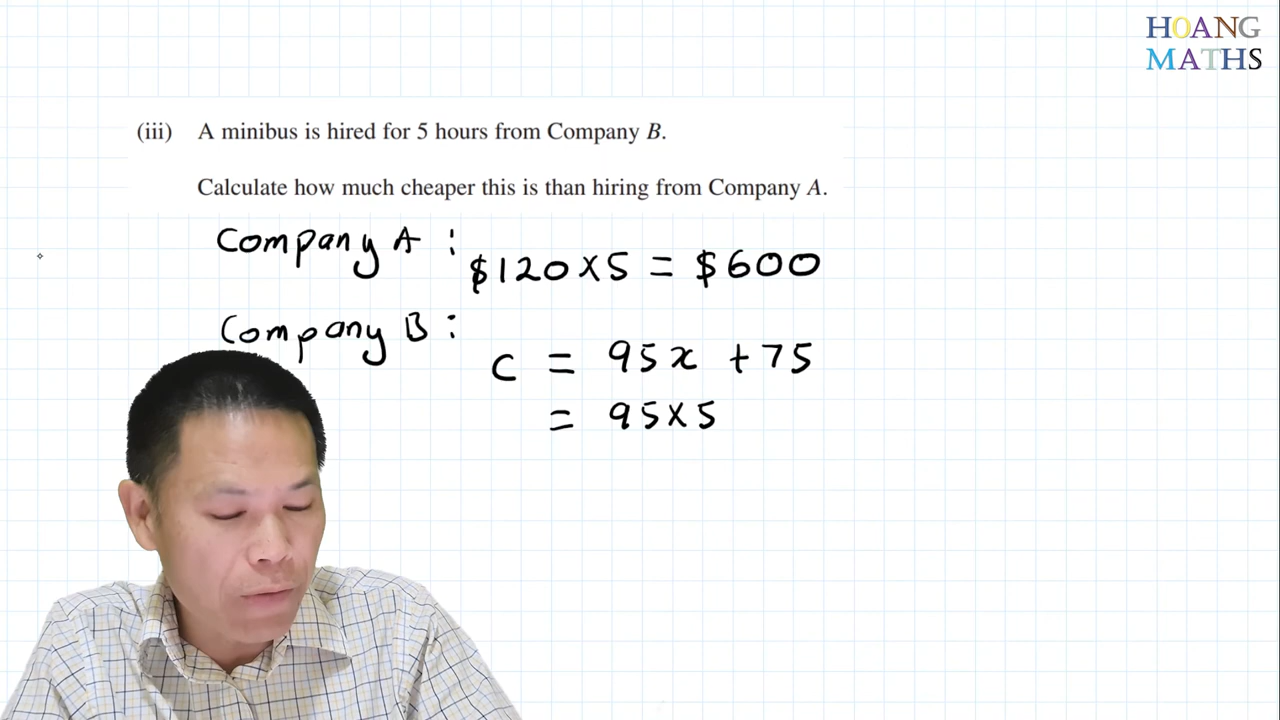 HOANG
MATHS
(iii) A minibus is hired for 5 hours from Company B.
Calculate how much cheaper this is than hiring from Company A.
Company A :
$120 × 5 = $600
Company B :
C = 95x + 75
= 95 × 5